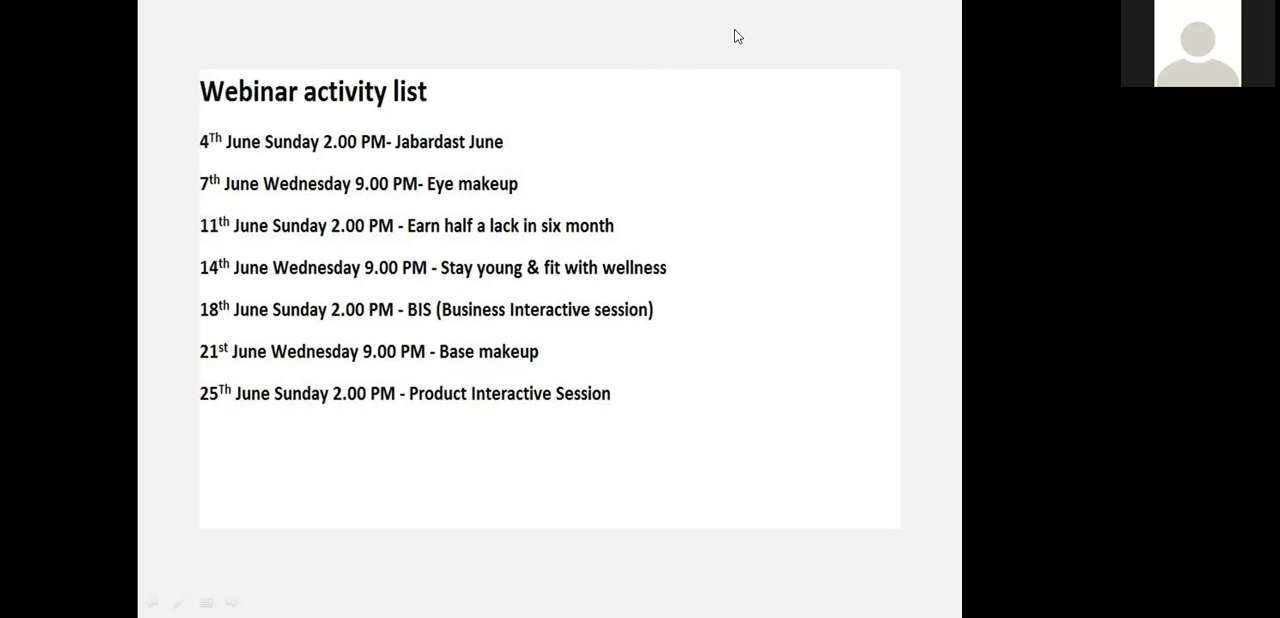 Webinar activity list
4Th June Sunday 2.00 PM- Jabardast June
7th June Wednesday 9.00 PM- Eye makeup
11th June Sunday 2.00 PM - Earn half a lack in six month
14th June Wednesday 9.00 PM - Stay young & fit with wellness
18th June Sunday 2.00 PM - BIS (Business Interactive session)
21st June Wednesday 9.00 PM - Base makeup
25Th June Sunday 2.00 PM - Product Interactive Session